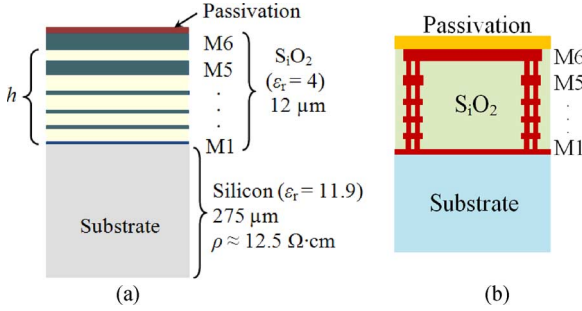 Passivation
M6
M5
.
.
.
M1
h
SiO2
(εr = 4)
12 μm
Substrate
Silicon (εr = 11.9)
275 μm
ρ ≈ 12.5 Ω·cm
(a)
Passivation
M6
M5
.
.
.
M1
SiO2
Substrate
(b)